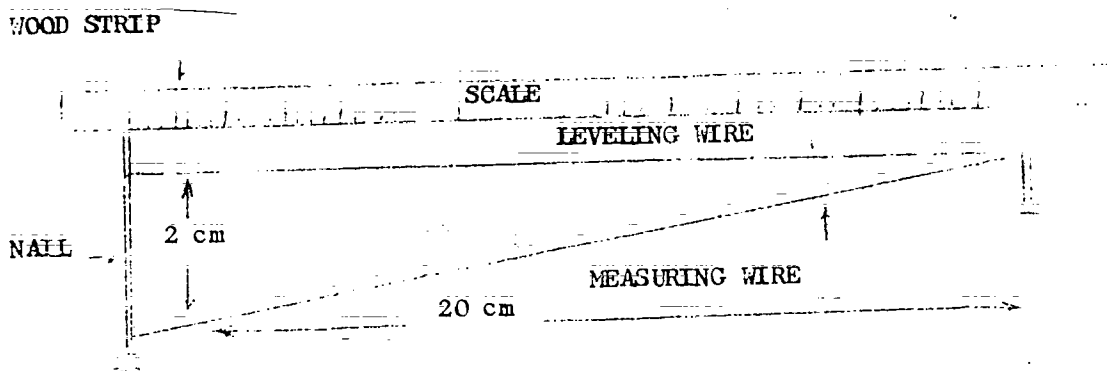 WOOD STRIP
SCALE
LEVELING WIRE
2 cm
NAIL
MEASURING WIRE
20 cm